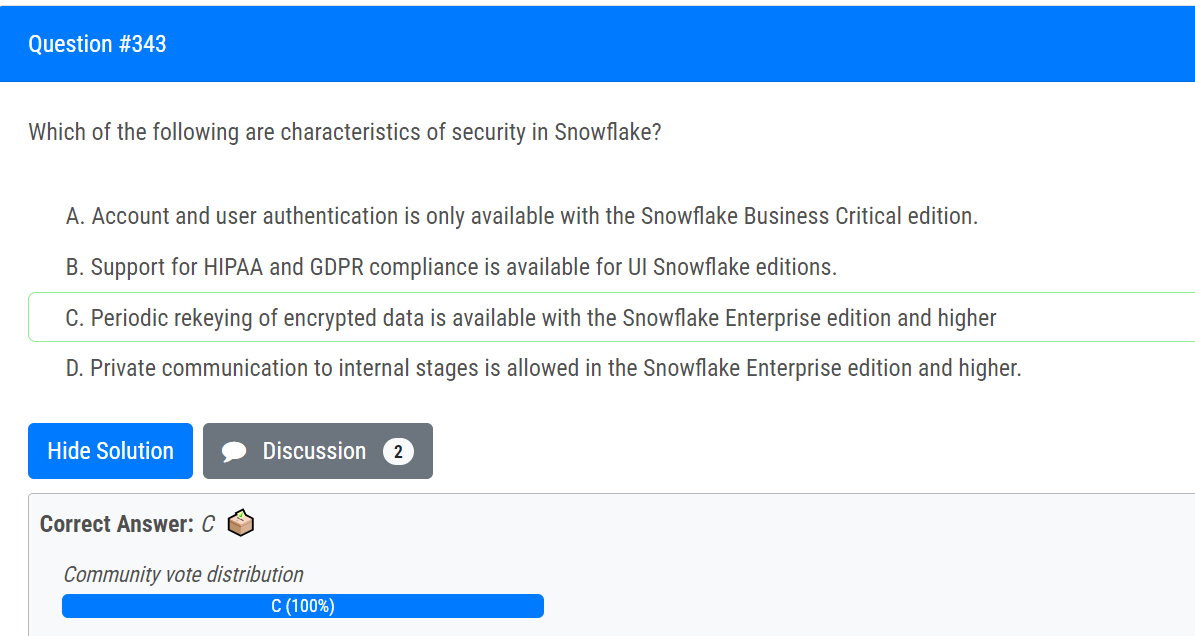 Question #343
Which of the following are characteristics of security in Snowflake?
A. Account and user authentication is only available with the Snowflake Business Critical edition.
B. Support for HIPAA and GDPR compliance is available for UI Snowflake editions.
C. Periodic rekeying of encrypted data is available with the Snowflake Enterprise edition and higher
D. Private communication to internal stages is allowed in the Snowflake Enterprise edition and higher.
Hide Solution Discussion 2
Correct Answer: C
Community vote distribution
C (100%)